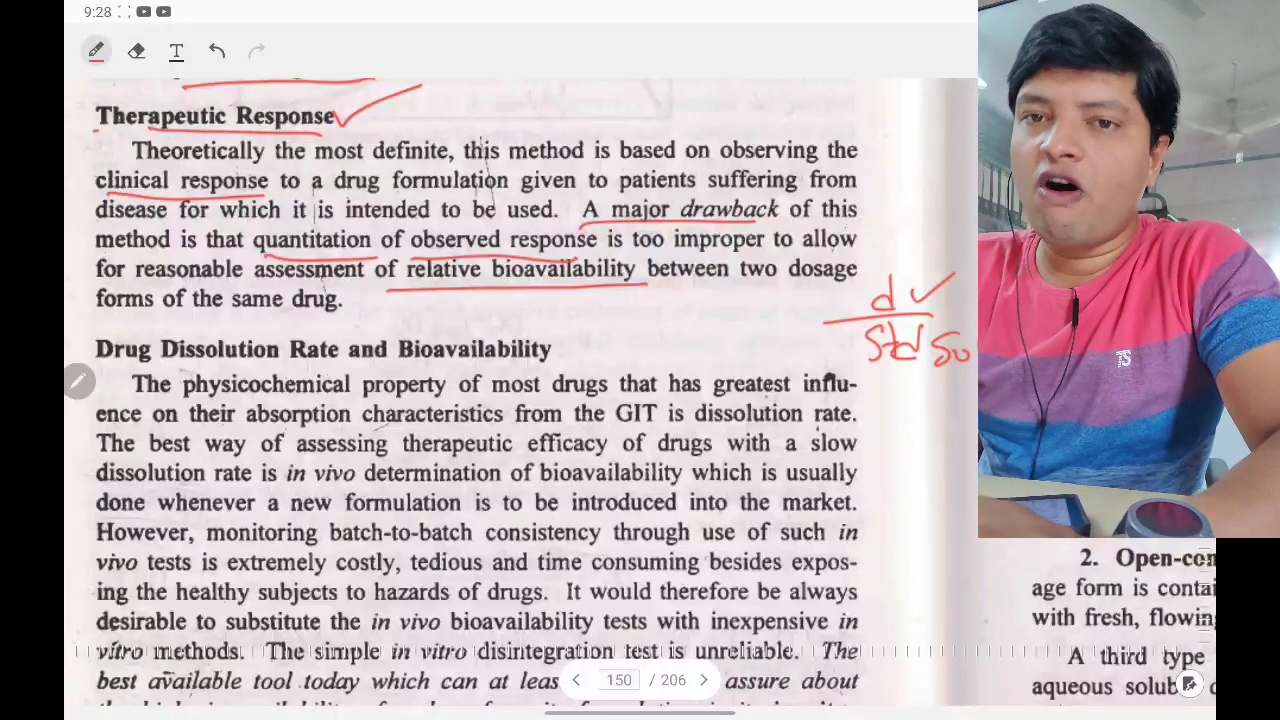 9:28
T
Therapeutic Response
Theoretically the most definite, this method is based on observing the
clinical response to a drug formulation given to patients suffering from
disease for which it is intended to be used. A major drawback of this
method is that quantitation of observed response is too improper to allow
for reasonable assessment of relative bioavailability between two dosage
forms of the same drug.
d
Std So
Drug Dissolution Rate and Bioavailability
The physicochemical property of most drugs that has greatest influ-
ence on their absorption characteristics from the GIT is dissolution rate.
The best way of assessing therapeutic efficacy of drugs with a slow
dissolution rate is in vivo determination of bioavailability which is usually
done whenever a new formulation is to be introduced into the market.
However, monitoring batch-to-batch consistency through use of such in
vivo tests is extremely costly, tedious and time consuming besides expos-
ing the healthy subjects to hazards of drugs. It would therefore be always
desirable to substitute the in vivo bioavailability tests with inexpensive in
vitro methods. The simple in vitro disintegration test is unreliable. The
best available tool today which can at leas assure about
150 / 206
2. Open-con
age form is contai
with fresh, flowing
A third type
aqueous solub
TS